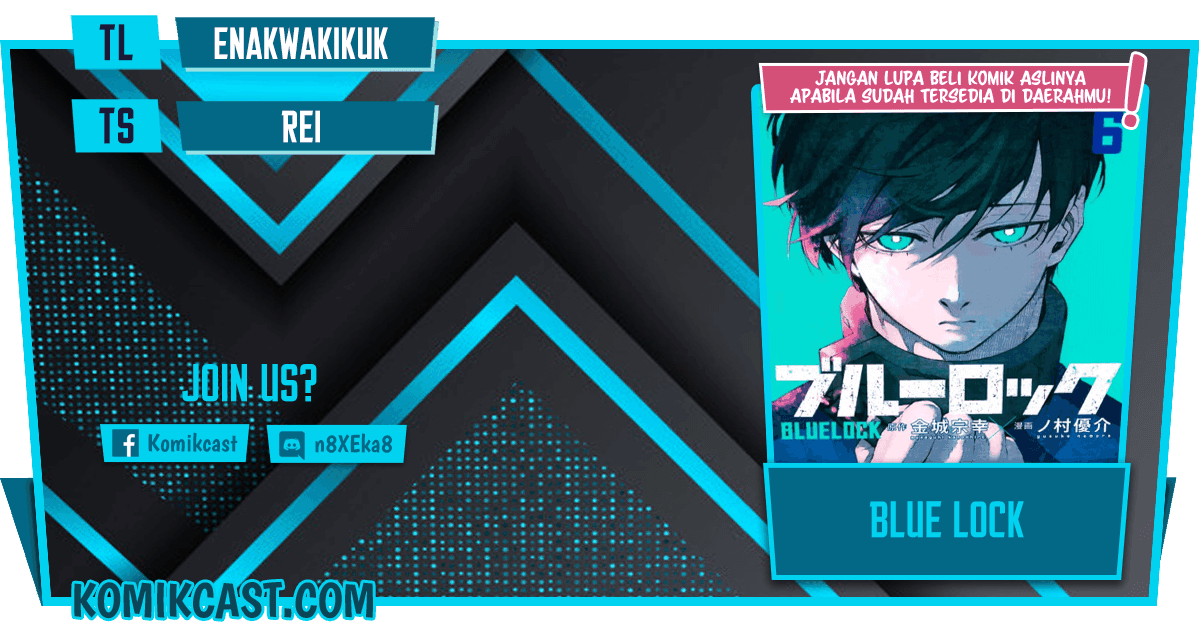 TL ENAKWAKIKUK
TS REI
JANGAN LUPA BELI KOMIK ASLINYA
APABILA SUDAH TERSEDIA DI DAERAHMU!
6
ブルーロック
BLUELOCK 原作 金城宗幸 × 漫画 ノ村優介
JOIN US?
Komikcast n8XEka8
BLUE LOCK
KOMIKCAST.COM